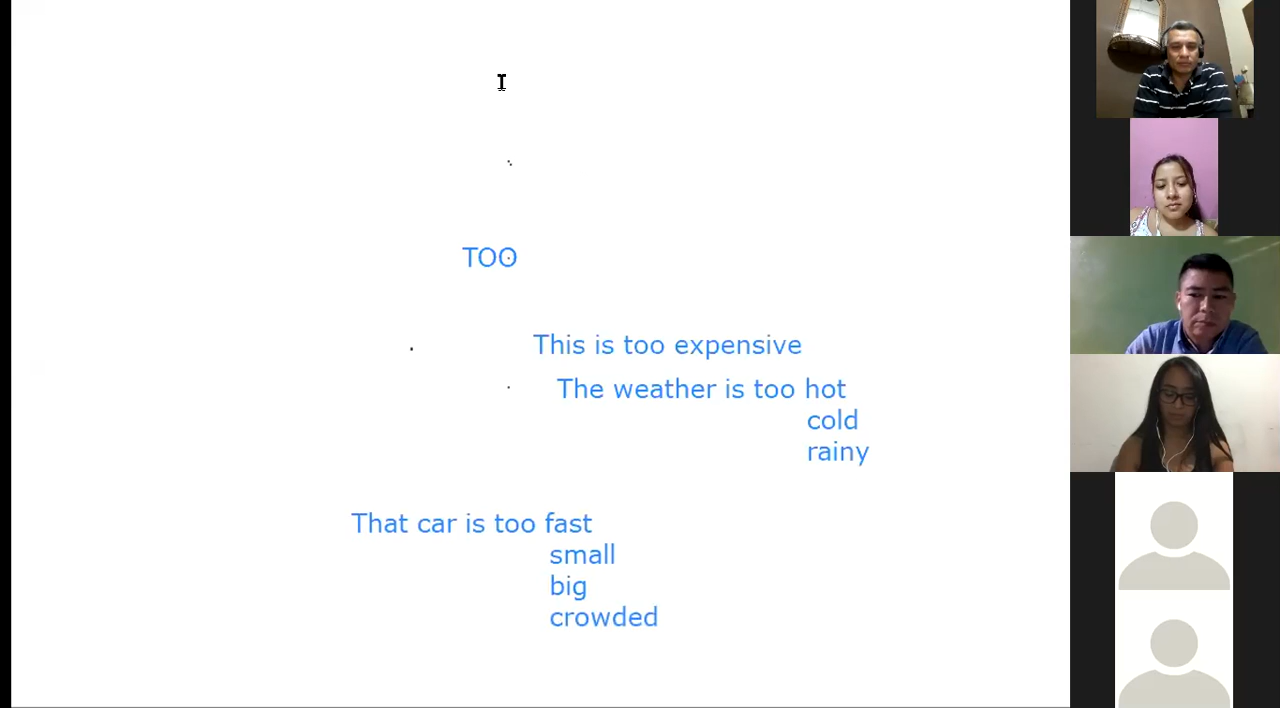 TOO
This is too expensive
The weather is too hot
cold
rainy
That car is too fast
small
big
crowded